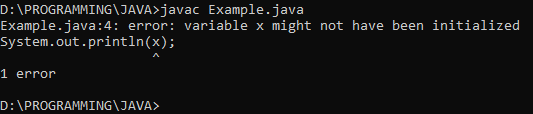 D:\PROGRAMMING\JAVA>javac Example.java
Example.java:4: error: variable x might not have been initialized
System.out.println(x);
                   ^
1 error

D:\PROGRAMMING\JAVA>